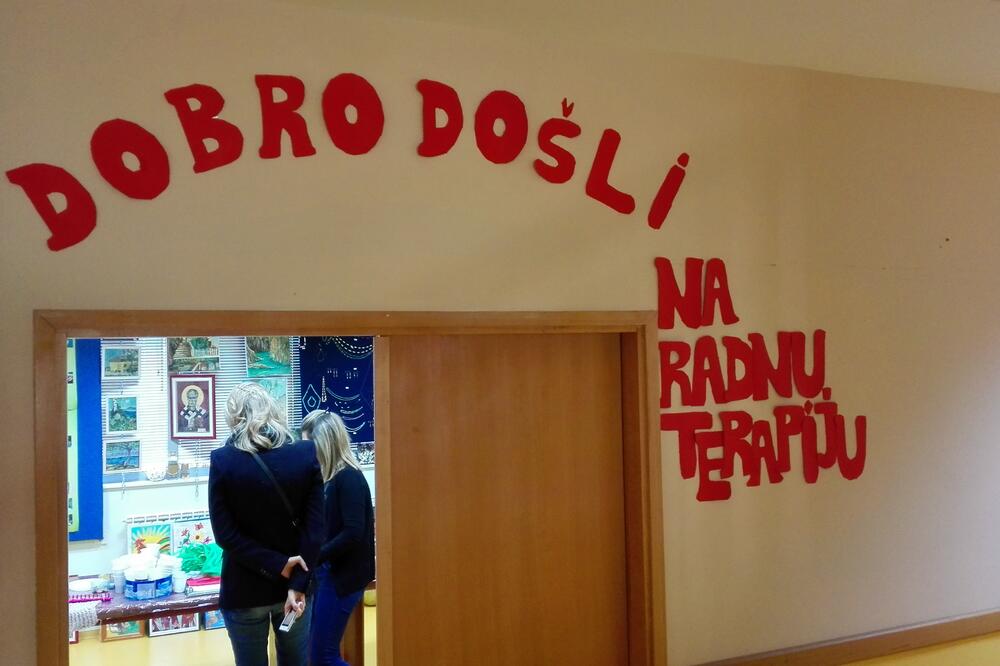 DOBRO DOŠLI
NA
RADNU
TERAPIJU